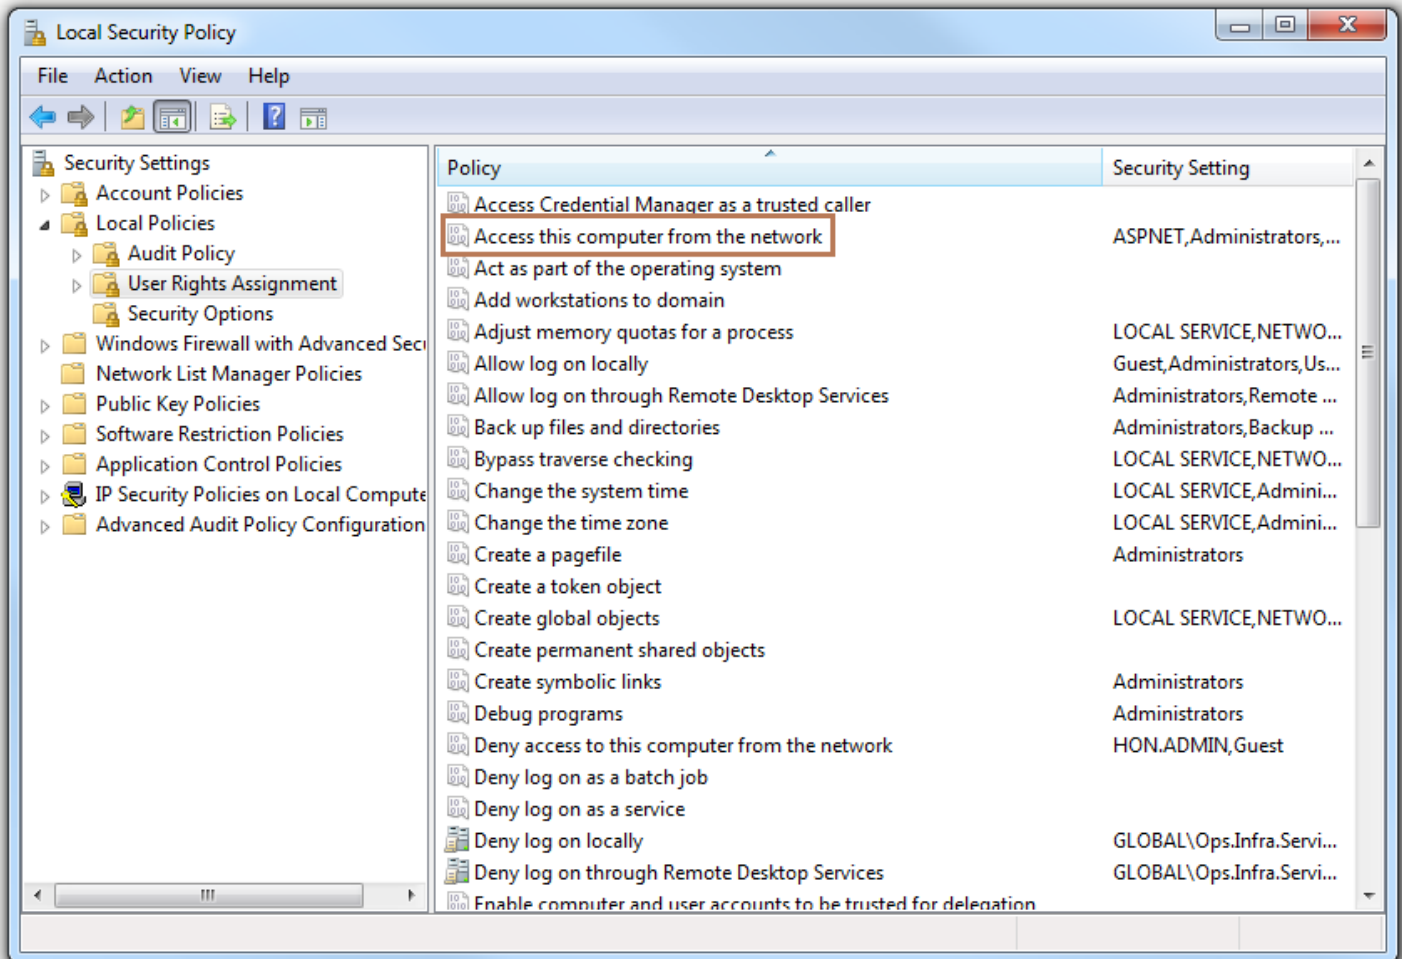 Local Security Policy
File Action View Help
Security Settings
Account Policies
Local Policies
Audit Policy
User Rights Assignment
Security Options
Windows Firewall with Advanced Secu
Network List Manager Policies
Public Key Policies
Software Restriction Policies
Application Control Policies
IP Security Policies on Local Compute
Advanced Audit Policy Configuration
Policy Security Setting
Access Credential Manager as a trusted caller
Access this computer from the network ASPNET,Administrators,...
Act as part of the operating system
Add workstations to domain
Adjust memory quotas for a process LOCAL SERVICE,NETWO...
Allow log on locally Guest,Administrators,Us...
Allow log on through Remote Desktop Services Administrators,Remote ...
Back up files and directories Administrators,Backup ...
Bypass traverse checking LOCAL SERVICE,NETWO...
Change the system time LOCAL SERVICE,Admini...
Change the time zone LOCAL SERVICE,Admini...
Create a pagefile Administrators
Create a token object
Create global objects LOCAL SERVICE,NETWO...
Create permanent shared objects
Create symbolic links Administrators
Debug programs Administrators
Deny access to this computer from the network HON.ADMIN,Guest
Deny log on as a batch job
Deny log on as a service
Deny log on locally GLOBAL\Ops.Infra.Servi...
Deny log on through Remote Desktop Services GLOBAL\Ops.Infra.Servi...
Enable computer and user accounts to be trusted for delegation